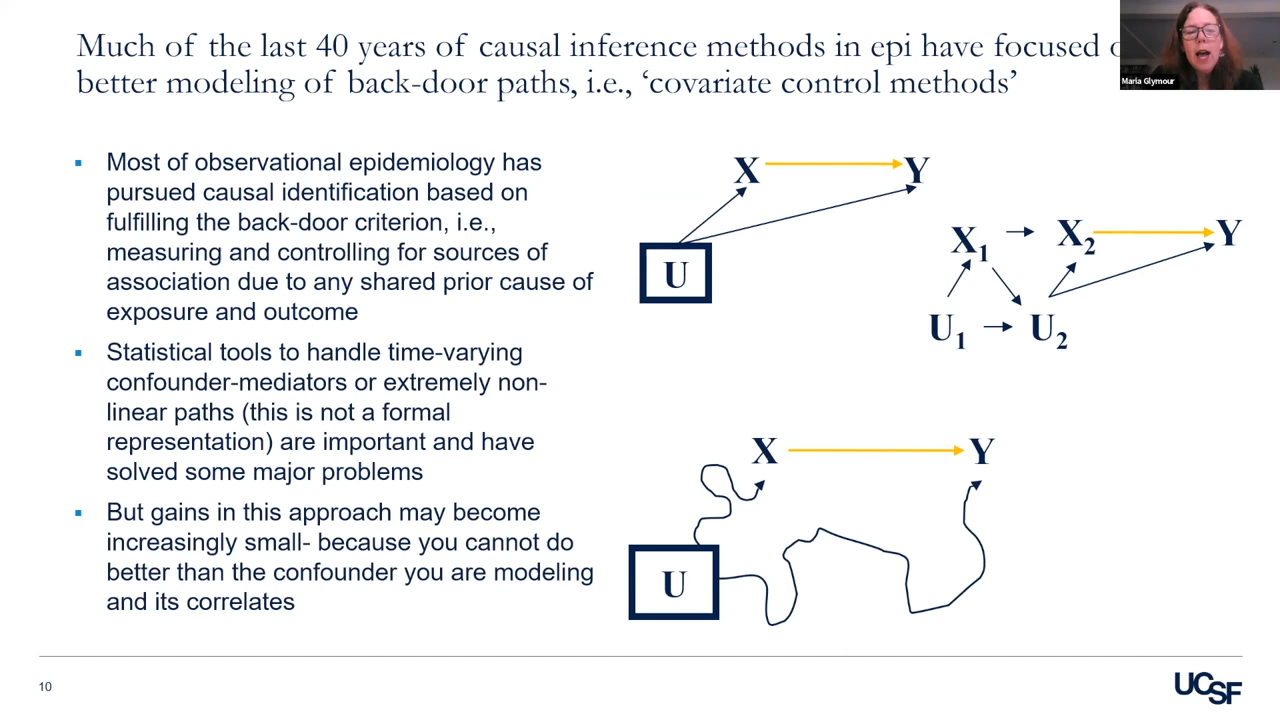 Much of the last 40 years of causal inference methods in epi have focused
better modeling of back-door paths, i.e., ‘covariate control methods’
Maria Glymour
▪ Most of observational epidemiology has
pursued causal identification based on
fulfilling the back-door criterion, i.e.,
measuring and controlling for sources of
association due to any shared prior cause of
exposure and outcome
▪ Statistical tools to handle time-varying
confounder-mediators or extremely non-
linear paths (this is not a formal
representation) are important and have
solved some major problems
▪ But gains in this approach may become
increasingly small- because you cannot do
better than the confounder you are modeling
and its correlates
X Y
U
X1 X2 Y
U1 U2
X Y
U
10
UCSF